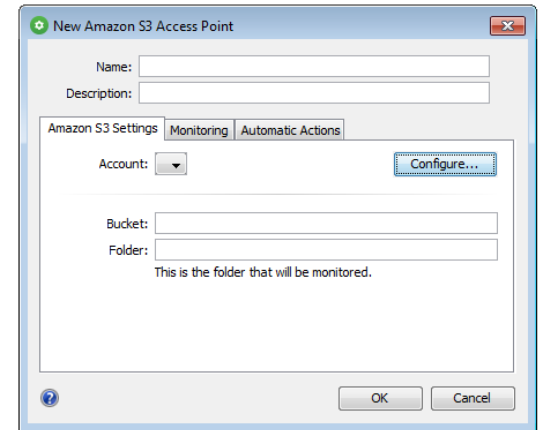 New Amazon S3 Access Point
Name:
Description:
Amazon S3 Settings Monitoring Automatic Actions
Account: Configure...
Bucket:
Folder:
This is the folder that will be monitored.
? OK Cancel